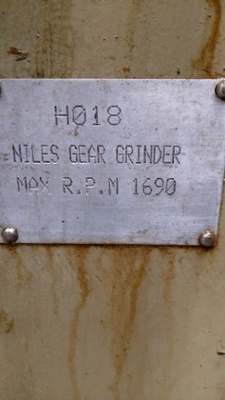 H018
NILES GEAR GRINDER
MAX R.P.M 1690